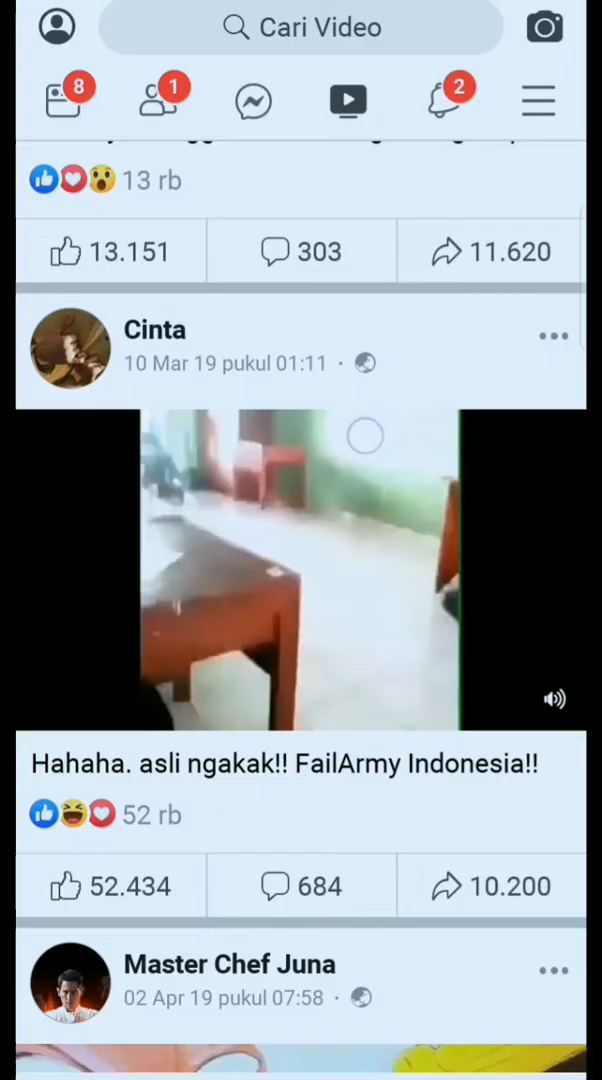 Cari Video
8
1
2
13 rb
13.151
303
11.620
Cinta
10 Mar 19 pukul 01:11 ·
Hahaha. asli ngakak!! FailArmy Indonesia!!
52 rb
52.434
684
10.200
Master Chef Juna
02 Apr 19 pukul 07:58 ·